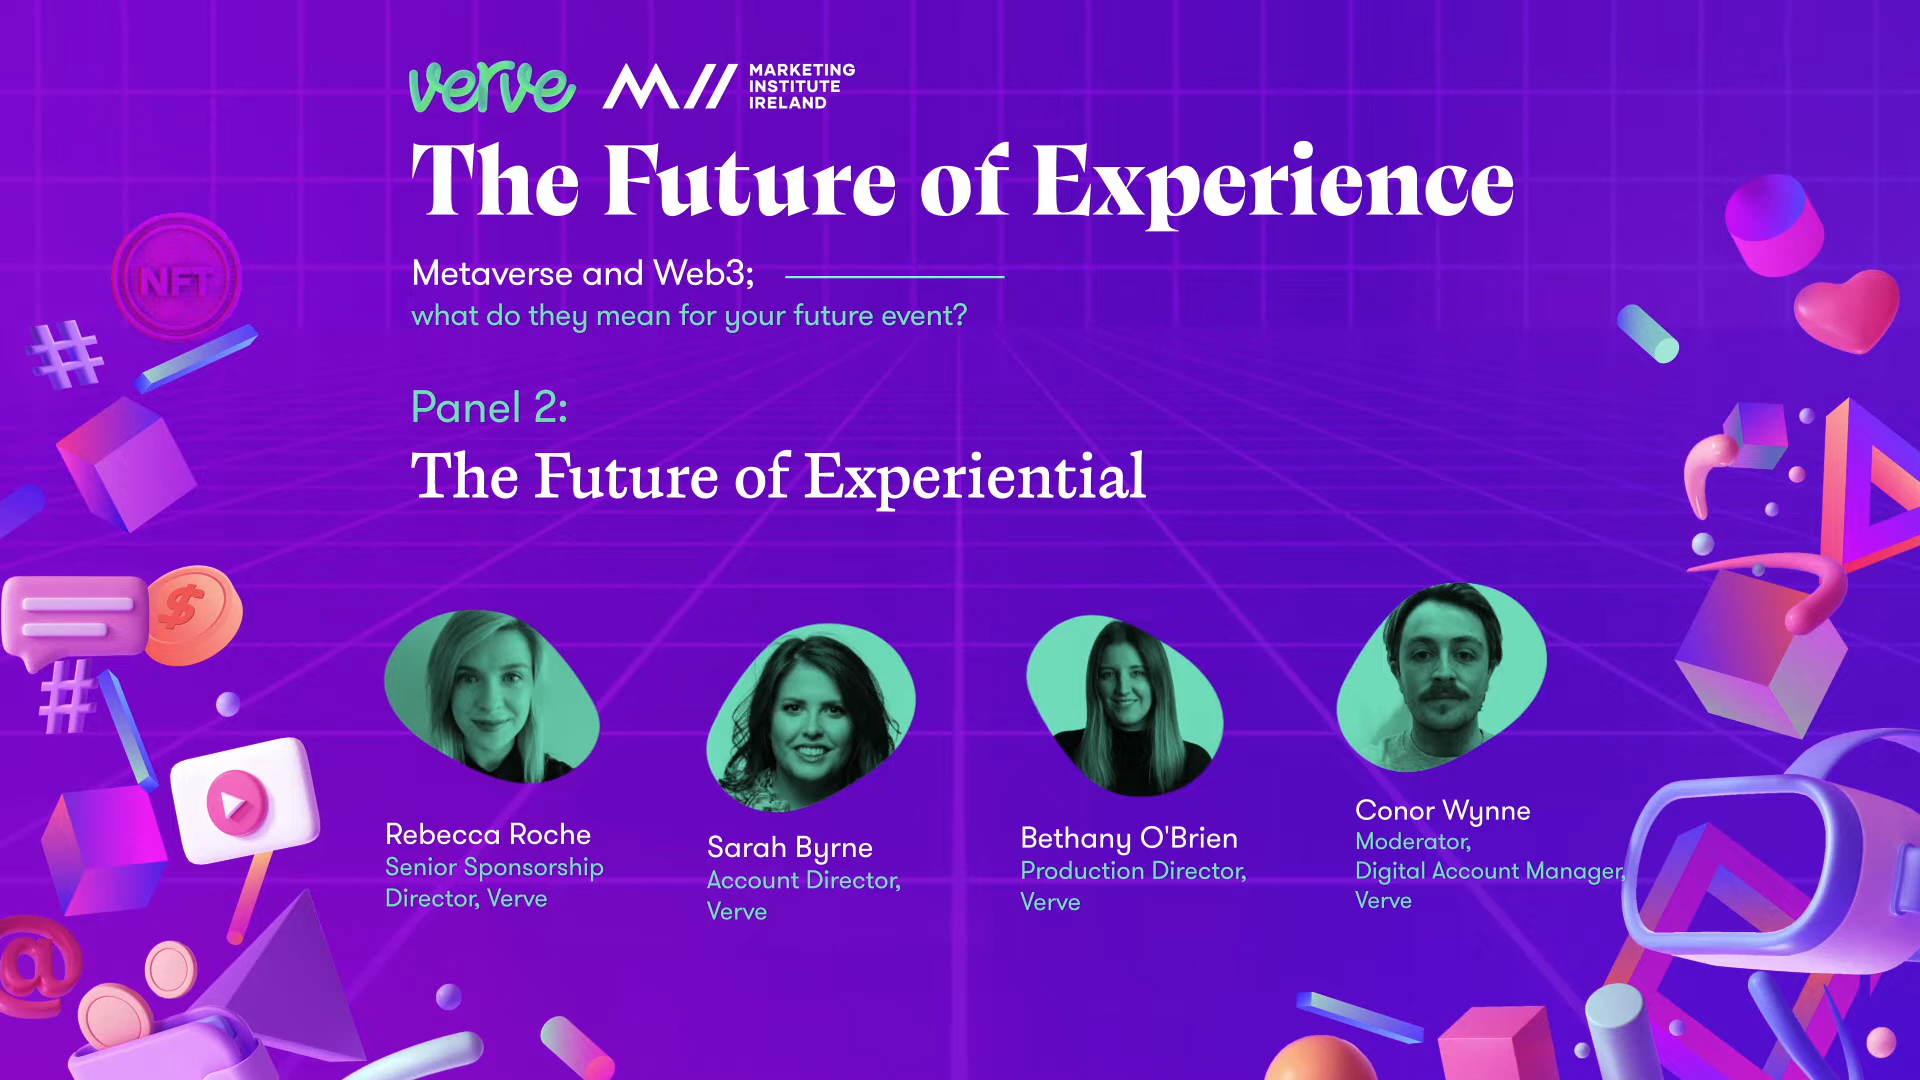 verve
MARKETING
INSTITUTE
IRELAND
The Future of Experience
Metaverse and Web3;
what do they mean for your future event?
Panel 2:
The Future of Experiential
NFT
#
$
#
@
Rebecca Roche
Senior Sponsorship
Director, Verve
Sarah Byrne
Account Director,
Verve
Bethany O'Brien
Production Director,
Verve
Conor Wynne
Moderator,
Digital Account Manager,
Verve